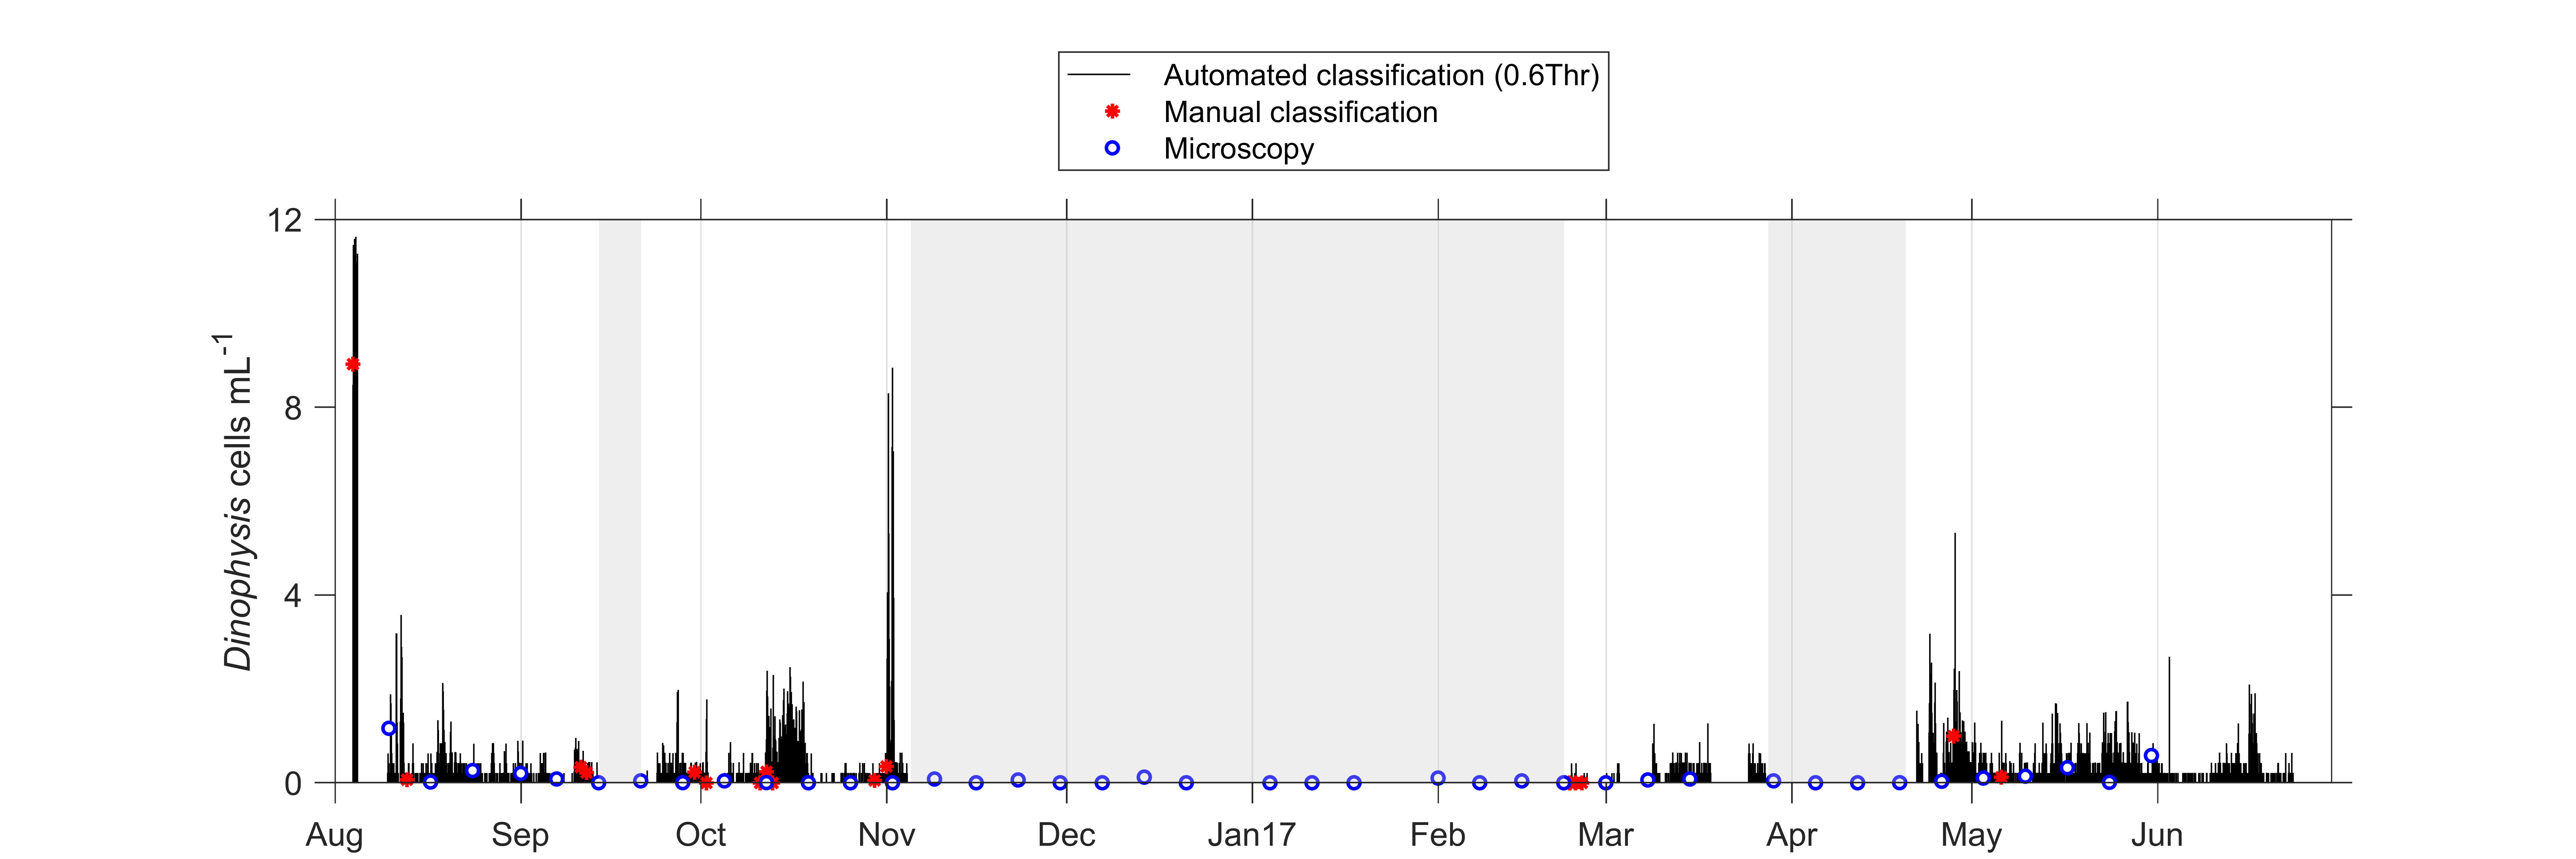 Automated classification (0.6Thr)
Manual classification
Microscopy
Dinophysis cells mL-1
12
8
4
0
Aug Sep Oct Nov Dec Jan17 Feb Mar Apr May Jun